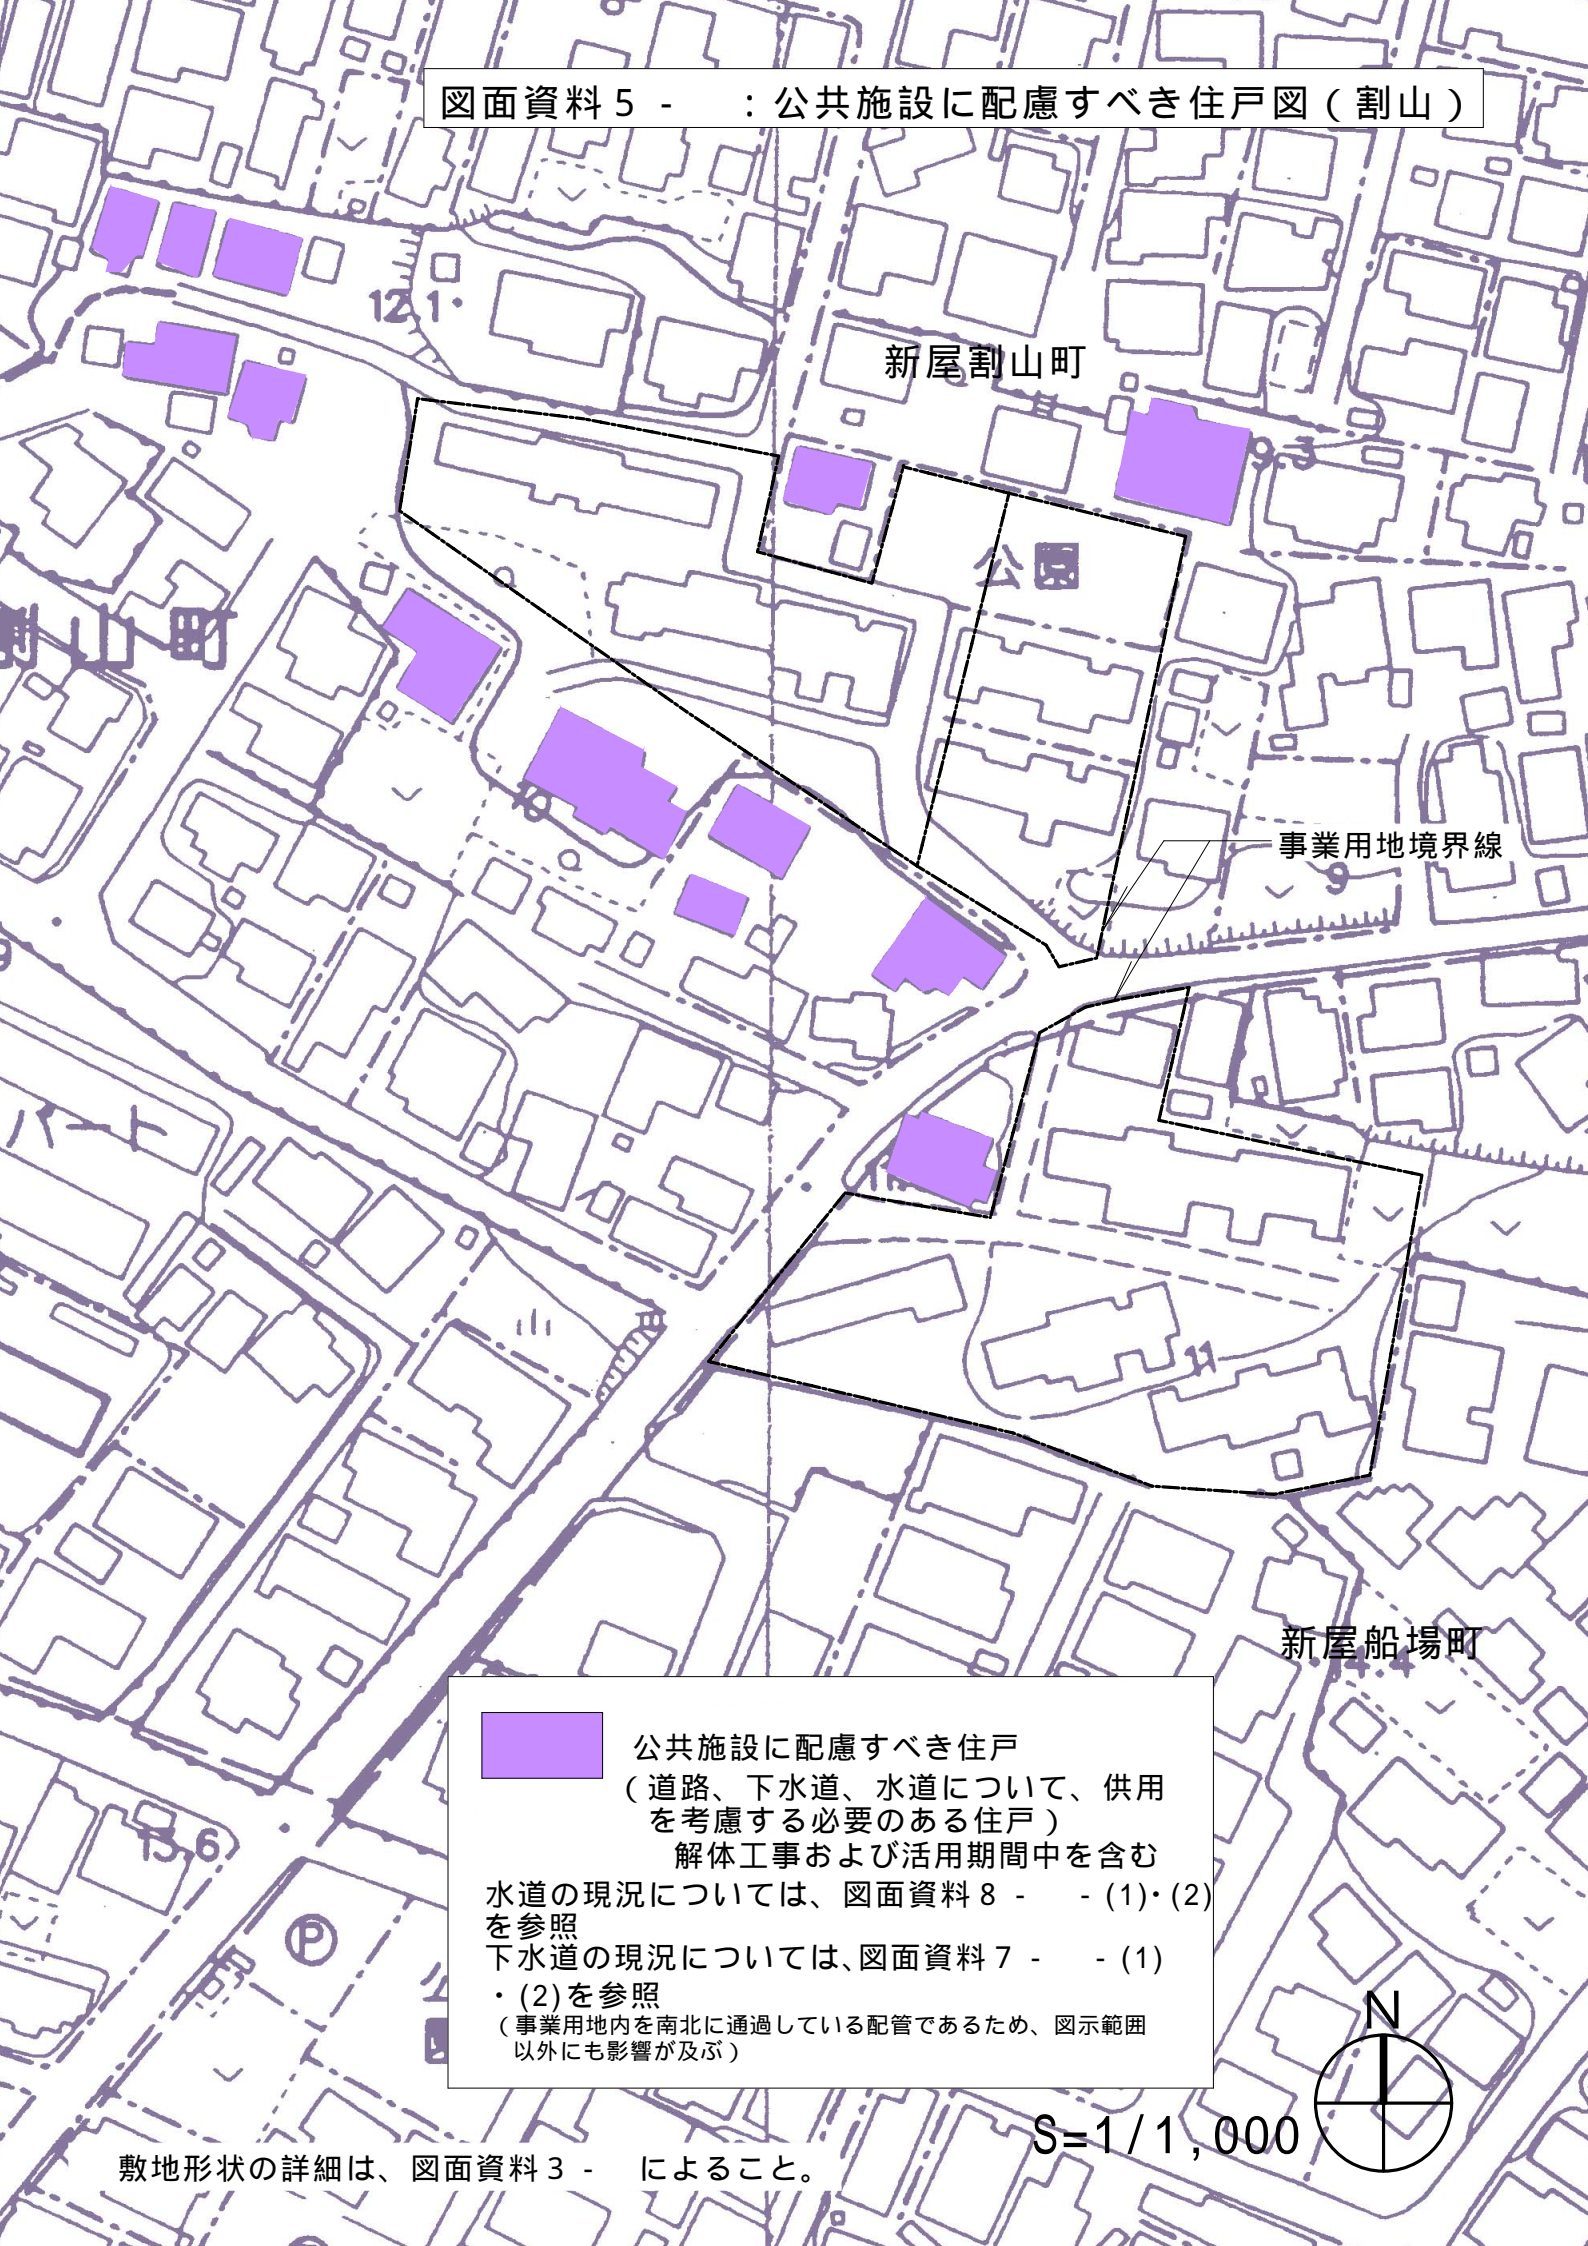 図面資料５-　：公共施設に配慮すべき住戸図（割山）
12.1
新屋割山町
9.3
公園
山町
10
事業用地境界線
9
パート
11
新屋船場町
4.4
公共施設に配慮すべき住戸
（道路、下水道、水道について、供用
を考慮する必要のある住戸）
解体工事および活用期間中を含む
水道の現況については、図面資料８-　-(1)・(2)
を参照
下水道の現況については、図面資料７-　-(1)
・(2)を参照
（事業用地内を南北に通過している配管であるため、図示範囲
以外にも影響が及ぶ）
13.6
P
N
S=1/1,000
敷地形状の詳細は、図面資料３-　によること。